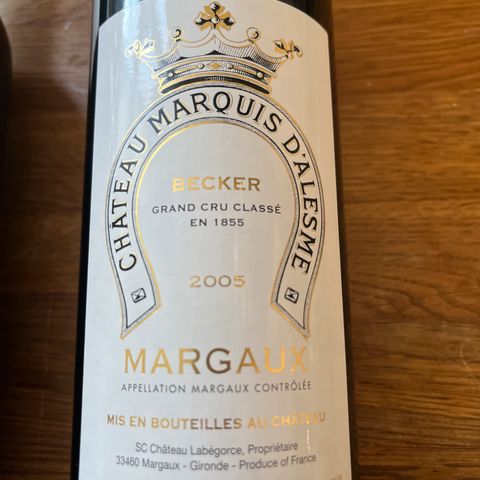 CHÂTEAU MARQUIS D'ALESME
BECKER
GRAND CRU CLASSÉ
EN 1855
2005
MARGAUX
APPELLATION MARGAUX CONTRÔLÉE
MIS EN BOUTEILLES AU CHÂTEAU
SC Château Labégorce, Propriétaire
33460 Margaux - Gironde - Produce of France